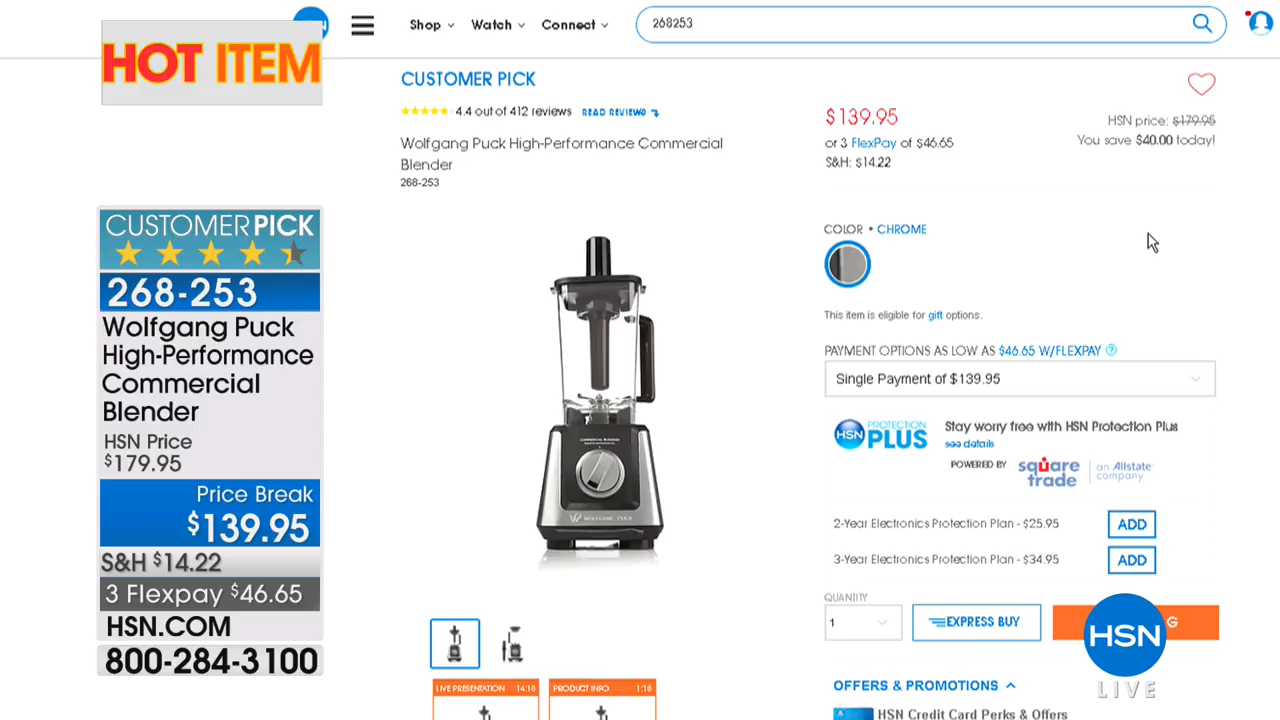 HOT ITEM
Shop
Watch
Connect
268253
CUSTOMER PICK
4.4 out of 412 reviews READ REVIEWS
Wolfgang Puck High-Performance Commercial
Blender
268-253
$139.95
or 3 FlexPay of $46.65
S&H: $14.22
HSN price: $179.95
You save $40.00 today!
COLOR • CHROME
This item is eligible for gift options.
PAYMENT OPTIONS AS LOW AS $46.65 W/FLEXPAY ?
Single Payment of $139.95
HSN PROTECTION PLUS
Stay worry free with HSN Protection Plus
see details
POWERED BY square trade an Allstate company
2-Year Electronics Protection Plan - $25.95 ADD
3-Year Electronics Protection Plan - $34.95 ADD
QUANTITY
1
EXPRESS BUY
HSN
LIVE
OFFERS & PROMOTIONS
HSN Credit Card Perks & Offers
WOLFGANG PUCK
LIVE PRESENTATION 14:18
PRODUCT INFO 1:16
CUSTOMER PICK
268-253
Wolfgang Puck
High-Performance
Commercial
Blender
HSN Price
$179.95
Price Break
$139.95
S&H $14.22
3 Flexpay $46.65
HSN.COM
800-284-3100